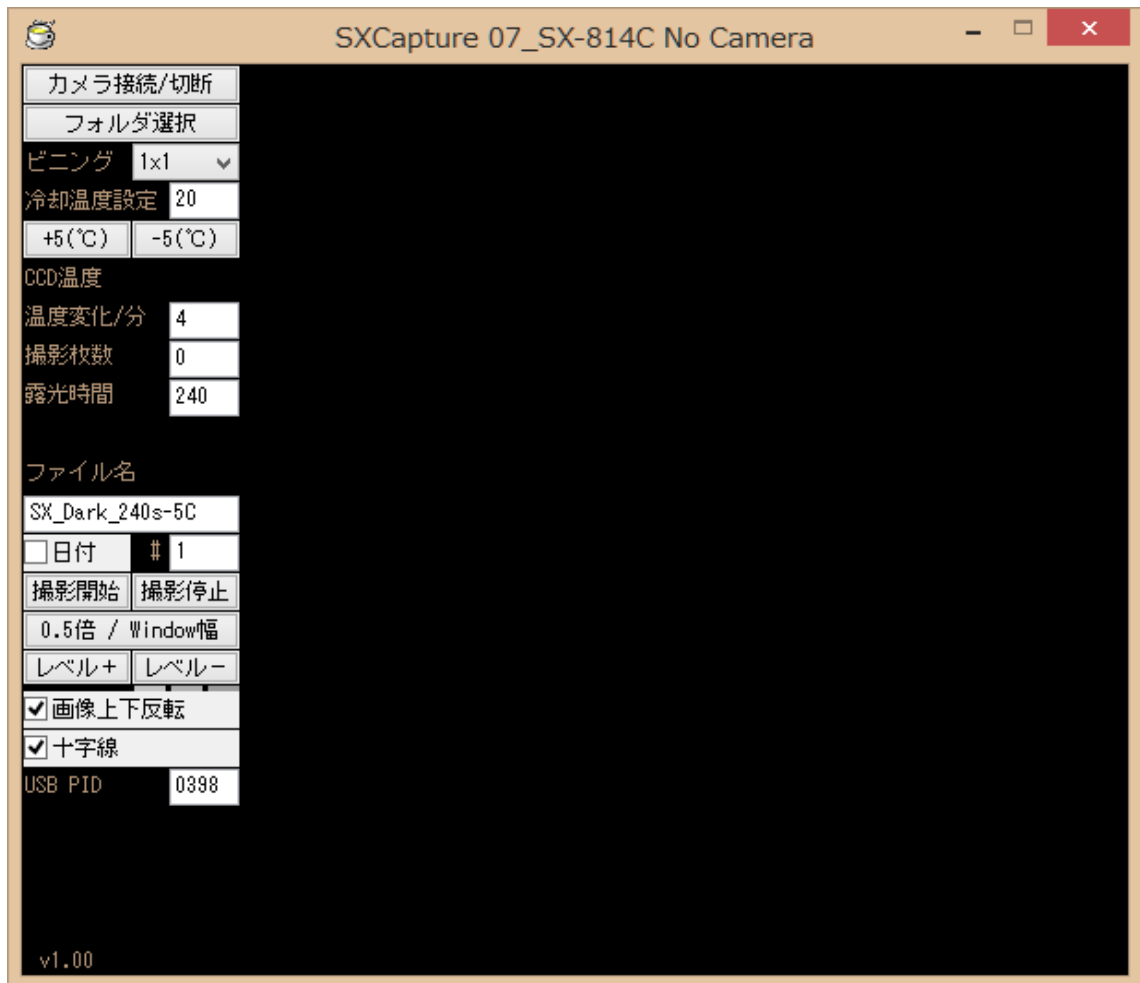 SXCapture 07_SX-814C No Camera
カメラ接続/切断
フォルダ選択
ビニング 1x1
冷却温度設定 20
+5(℃) -5(℃)
CCD温度
温度変化/分 4
撮影枚数 0
露光時間 240
ファイル名
SX_Dark_240s-5C
日付 # 1
撮影開始 撮影停止
0.5倍 / Window幅
レベル+ レベル-
画像上下反転
十字線
USB PID 0398
v1.00